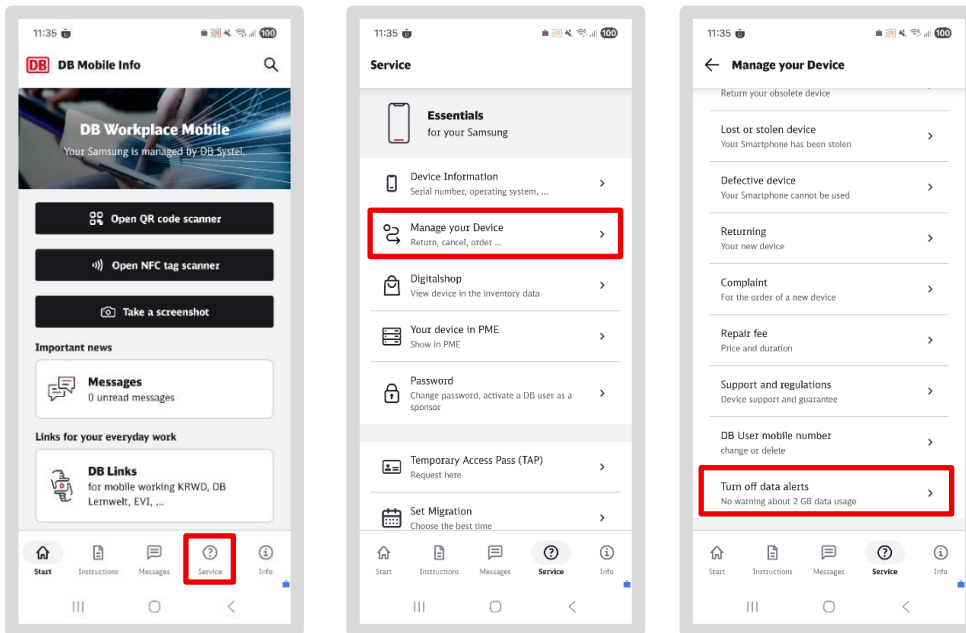 11:35
100
DB DB Mobile Info
DB Workplace Mobile
Your Samsung is managed by DB Systel.
Open QR code scanner
Open NFC tag scanner
Take a screenshot
Important news
Messages
0 unread messages
Links for your everyday work
DB Links
for mobile working KRWD, DB
Lernwelt, EVI, ...
Start Instructions Messages Service Info
11:35
100
Service
Essentials
for your Samsung
Device Information
Serial number, operating system, ...
Manage your Device
Return, cancel, order ...
Digitalshop
View device in the inventory data
Your device in PME
Show in PME
Password
Change password, activate a DB user as a
sponsor
Temporary Access Pass (TAP)
Request here
Set Migration
Choose the best time
Start Instructions Messages Service Info
11:35
100
Manage your Device
Return your obsolete device
Lost or stolen device
Your Smartphone has been stolen
Defective device
Your Smartphone cannot be used
Returning
Your new device
Complaint
For the order of a new device
Repair fee
Price and duration
Support and regulations
Device support and guarantee
DB User mobile number
change or delete
Turn off data alerts
No warning about 2 GB data usage
Start Instructions Messages Service Info